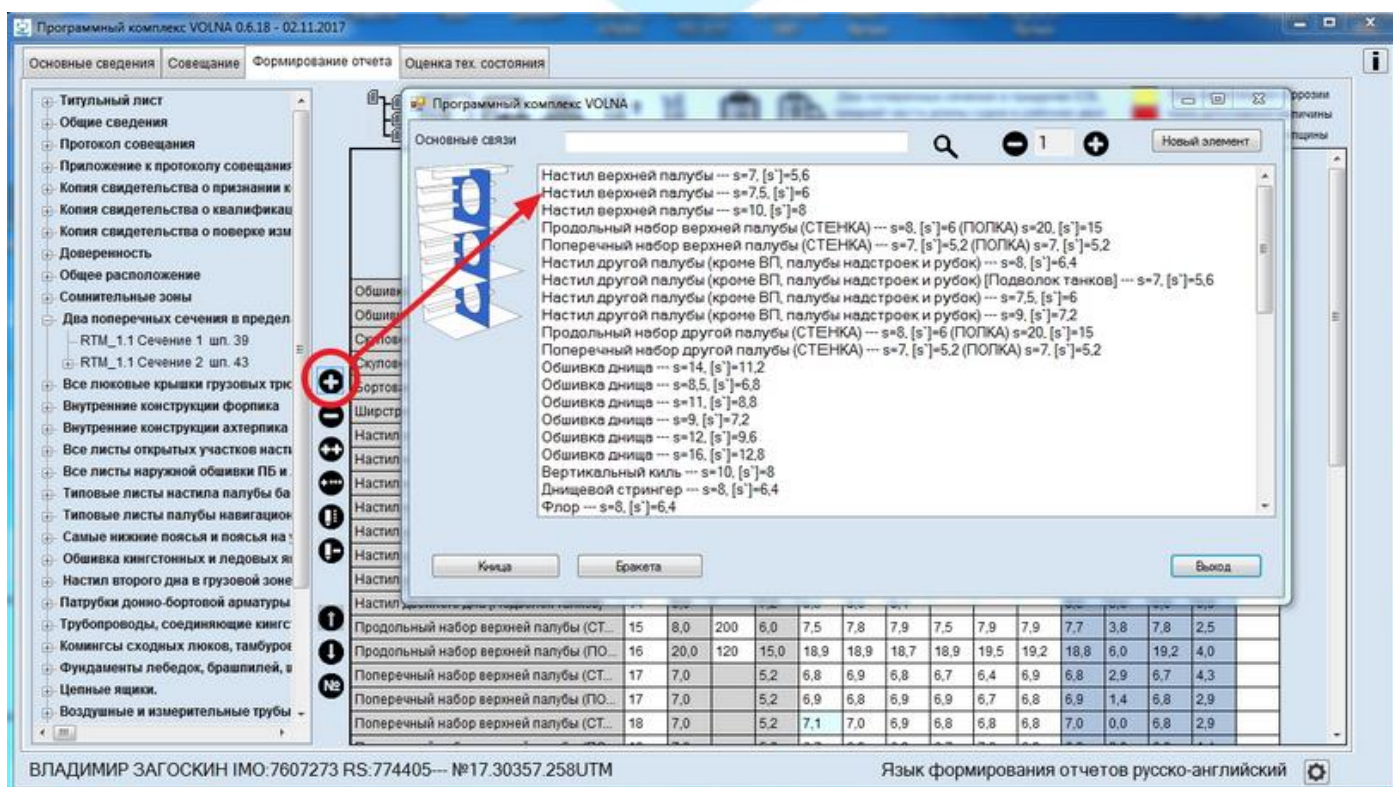 Программный комплекс VOLNA 0.6.18 - 02.11.2017
Основные сведения Совещание Формирование отчета Оценка тех. состояния
Титульный лист
Общие сведения
Протокол совещания
Приложение к протоколу совещания
Копия свидетельства о признании к
Копия свидетельства о квалификац
Копия свидетельства о поверке изм
Доверенность
Общее расположение
Сомнительные зоны
Два поперечных сечения в предел
RTM_1.1 Сечение 1 шп. 39
RTM_1.1 Сечение 2 шп. 43
Все люковые крышки грузовых трю
Внутренние конструкции форпика
Внутренние конструкции ахтерпика
Все листы открытых участков насти
Все листы наружной обшивки ПБ и
Типовые листы настила палубы ба
Типовые листы палубы навигацион
Самые нижние поясья и поясья на
Обшивка кингстонных и ледовых я
Настил второго дна в грузовой зоне
Патрубки донно-бортовой арматуры
Трубопроводы, соединяющие кингс
Комингсы сходных люков, тамбуров
Фундаменты лебедок, брашпилей, 
Цепные ящики.
Воздушные и измерительные трубы
№
Программный комплекс VOLNA
Основные связи 1 Новый элемент
Настил верхней палубы --- s=7, [s`]=5,6
Настил верхней палубы --- s=7,5, [s`]=6
Настил верхней палубы --- s=10, [s`]=8
Продольный набор верхней палубы (СТЕНКА) --- s=8, [s`]=6 (ПОЛКА) s=20, [s`]=15
Поперечный набор верхней палубы (СТЕНКА) --- s=7, [s`]=5,2 (ПОЛКА) s=7, [s`]=5,2
Настил другой палубы (кроме ВП, палубы надстроек и рубок) --- s=8, [s`]=6,4
Настил другой палубы (кроме ВП, палубы надстроек и рубок) [Подволок танков] --- s=7, [s`]=5,6
Настил другой палубы (кроме ВП, палубы надстроек и рубок) --- s=7,5, [s`]=6
Настил другой палубы (кроме ВП, палубы надстроек и рубок) --- s=9, [s`]=7,2
Продольный набор другой палубы (СТЕНКА) --- s=8, [s`]=6 (ПОЛКА) s=20, [s`]=15
Поперечный набор другой палубы (СТЕНКА) --- s=7, [s`]=5,2 (ПОЛКА) s=7, [s`]=5,2
Обшивка днища --- s=14, [s`]=11,2
Обшивка днища --- s=8,5, [s`]=6,8
Обшивка днища --- s=11, [s`]=8,8
Обшивка днища --- s=9, [s`]=7,2
Обшивка днища --- s=12, [s`]=9,6
Обшивка днища --- s=16, [s`]=12,8
Вертикальный киль --- s=10, [s`]=8
Днищевой стрингер --- s=8, [s`]=6,4
Флор --- s=8, [s`]=6,4
Кница Бракета Выход
Обшивк
Обшив
Скулов
Скулов
Бортов
Ширстр
Настил
Настил
Настил
Настил
Настил
Настил
Настил
Продольный набор верхней палубы (СТ... 15 8,0 200 6,0 7,5 7,8 7,9 7,5 7,9 7,9 7,7 3,8 7,8 2,5
Продольный набор верхней палубы (ПО... 16 20,0 120 15,0 18,9 18,9 18,7 18,9 19,5 19,2 18,8 6,0 19,2 4,0
Поперечный набор верхней палубы (СТ... 17 7,0 5,2 6,8 6,9 6,8 6,7 6,4 6,9 6,8 2,9 6,7 4,3
Поперечный набор верхней палубы (ПО... 17 7,0 5,2 6,9 6,8 6,9 6,9 6,7 6,8 6,9 1,4 6,8 2,9
Поперечный набор верхней палубы (СТ... 18 7,0 5,2 7,1 7,0 6,9 6,8 6,8 6,8 7,0 0,0 6,8 2,9
ВЛАДИМИР ЗАГОСКИН IMO:7607273 RS:774405--- №17.30357.258UTM Язык формирования отчетов русско-английский